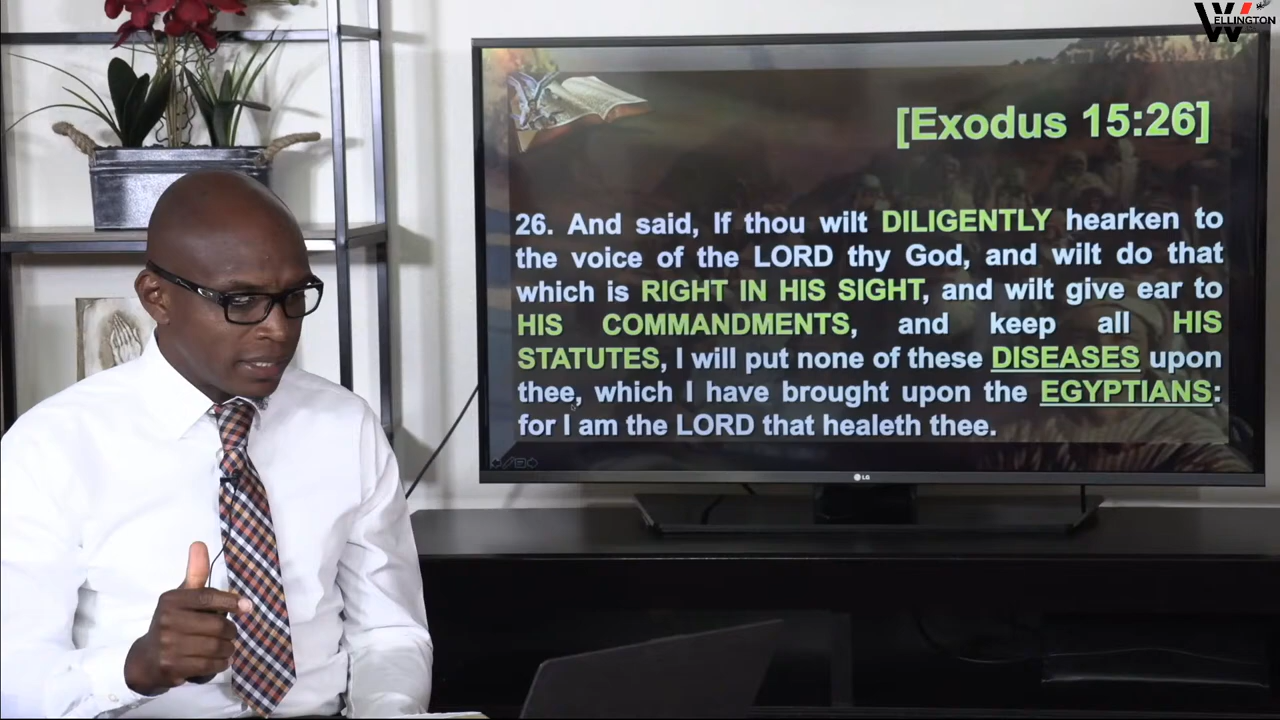 WELLINGTON
[Exodus 15:26]
26. And said, If thou wilt DILIGENTLY hearken to
the voice of the LORD thy God, and wilt do that
which is RIGHT IN HIS SIGHT, and wilt give ear to
HIS COMMANDMENTS, and keep all HIS
STATUTES, I will put none of these DISEASES upon
thee, which I have brought upon the EGYPTIANS:
for I am the LORD that healeth thee.
LG